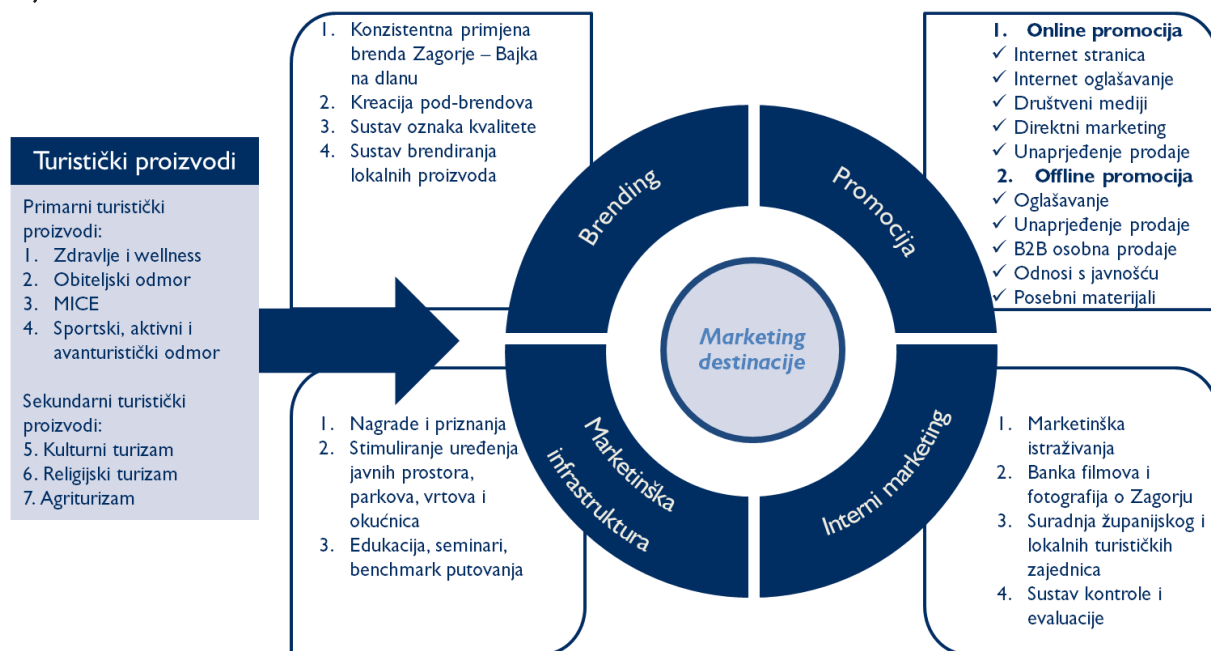 Turistički proizvodi
Primarni turistički
proizvodi:
1. Zdravlje i wellness
2. Obiteljski odmor
3. MICE
4. Sportski, aktivni i
avanturistički odmor
Sekundarni turistički
proizvodi:
5. Kulturni turizam
6. Religijski turizam
7. Agriturizam
1. Konzistentna primjena
brenda Zagorje – Bajka
na dlanu
2. Kreacija pod-brendova
3. Sustav oznaka kvalitete
4. Sustav brendiranja
lokalnih proizvoda
Brending
Promocija
1. Online promocija
✓ Internet stranica
✓ Internet oglašavanje
✓ Društveni mediji
✓ Direktni marketing
✓ Unaprjeđenje prodaje
2. Offline promocija
✓ Oglašavanje
✓ Unaprjeđenje prodaje
✓ B2B osobna prodaje
✓ Odnosi s javnošću
✓ Posebni materijali
Marketing
destinacije
1. Nagrade i priznanja
2. Stimuliranje uređenja
javnih prostora,
parkova, vrtova i
okućnica
3. Edukacija, seminari,
benchmark putovanja
Marketinška
infrastruktura
Interni marketing
1. Marketinška
istraživanja
2. Banka filmova i
fotografija o Zagorju
3. Suradnja županijskog i
lokalnih turističkih
zajednica
4. Sustav kontrole i
evaluacije